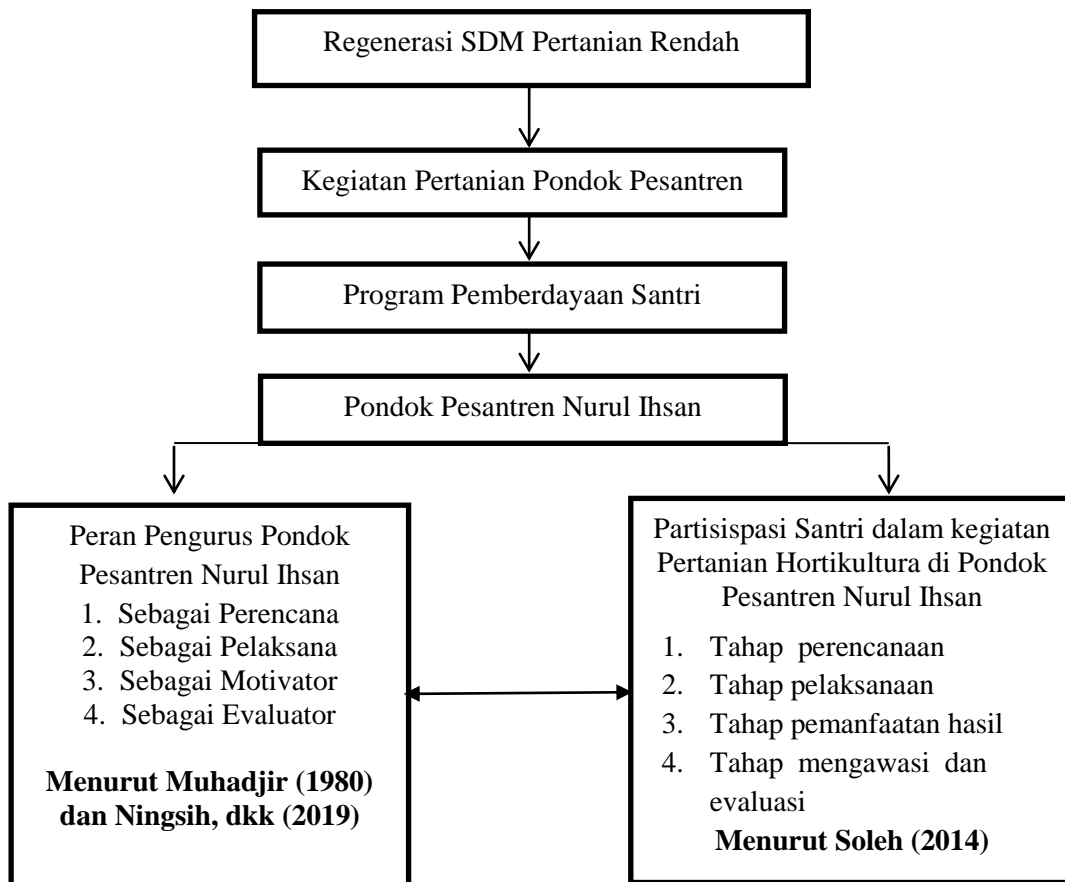 Regenerasi SDM Pertanian Rendah
Kegiatan Pertanian Pondok Pesantren
Program Pemberdayaan Santri
Pondok Pesantren Nurul Ihsan
Peran Pengurus Pondok
Pesantren Nurul Ihsan
1. Sebagai Perencana
2. Sebagai Pelaksana
3. Sebagai Motivator
4. Sebagai Evaluator
Menurut Muhadjir (1980)
dan Ningsih, dkk (2019)
Partisispasi Santri dalam kegiatan
Pertanian Hortikultura di Pondok
Pesantren Nurul Ihsan
1. Tahap perencanaan
2. Tahap pelaksanaan
3. Tahap pemanfaatan hasil
4. Tahap mengawasi dan
evaluasi
Menurut Soleh (2014)